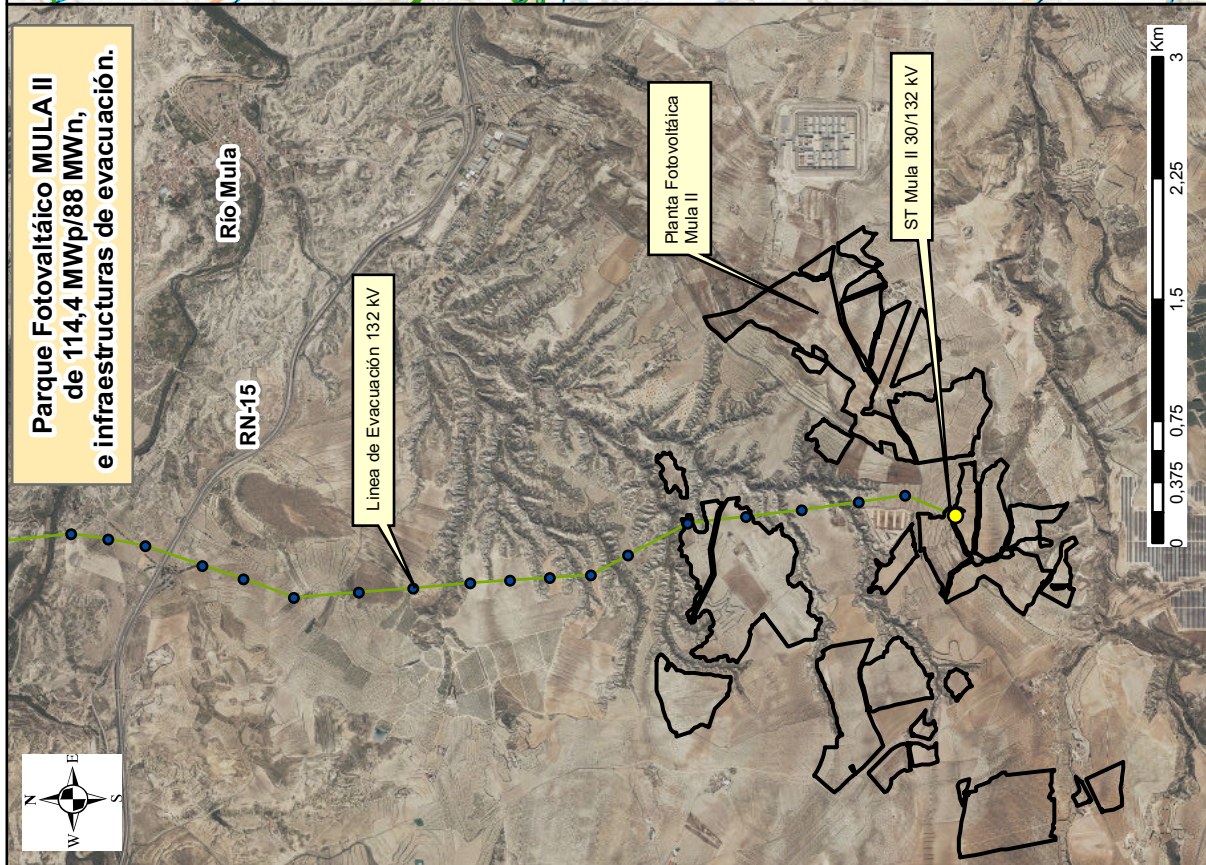 Parque Fotovaltáico MULA II
de 114,4 MWp/88 MWn,
e infraestructuras de evacuación.
Río Mula
RN-15
Línea de Evacuación 132 kV
Planta Fotovoltáica
Mula II
ST Mula II 30/132 kV
N
W
E
S
0
0,375
0,75
1,5
2,25
3
Km